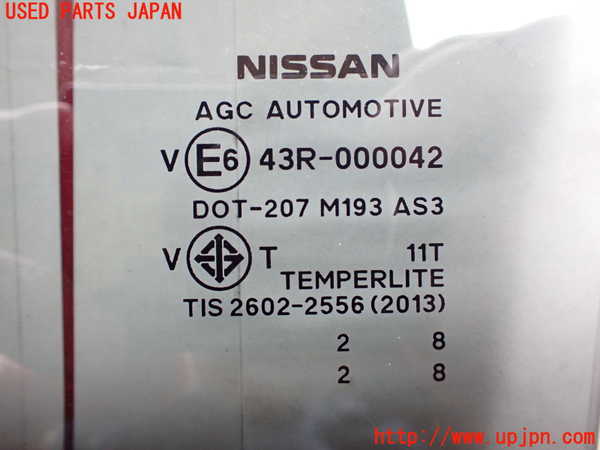 USED PARTS JAPAN
NISSAN
AGC AUTOMOTIVE
V E6 43R-000042
DOT-207 M193 AS3
V T 11T
TEMPERLITE
TIS 2602-2556 (2013)
2 8
2 8
http://www.upjpn.com/